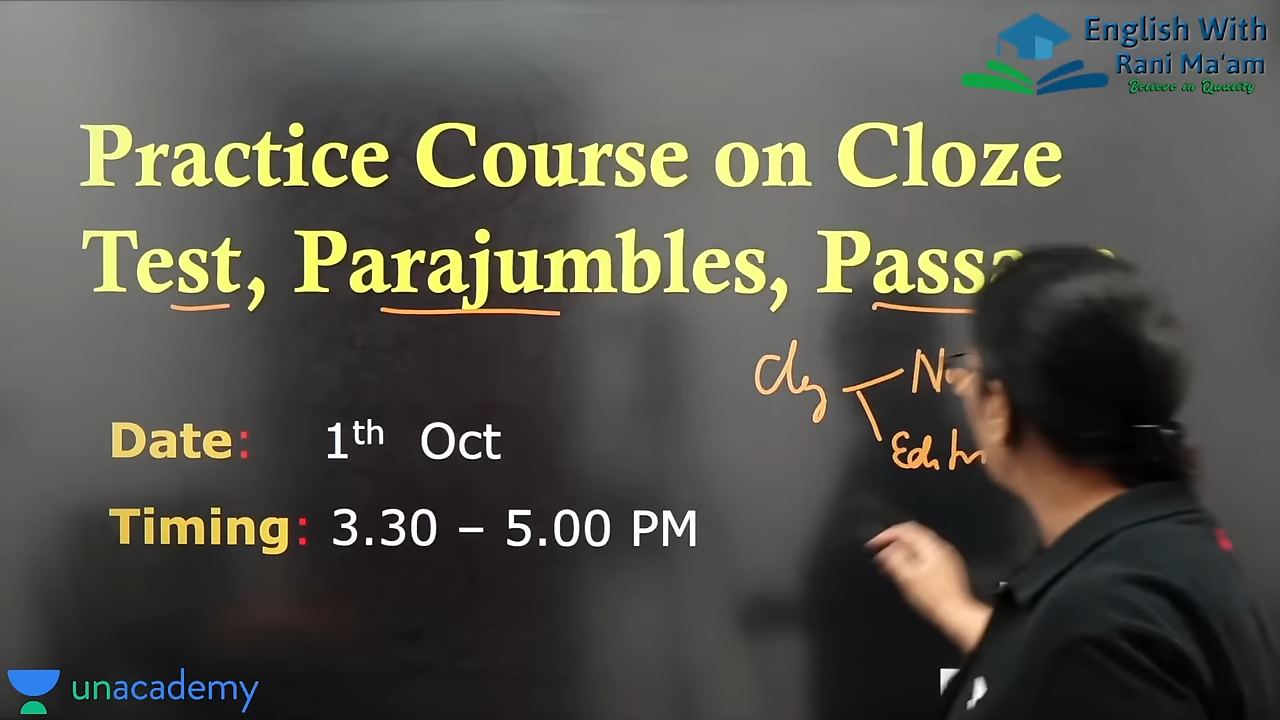 English With
Rani Ma'am
Believe in Quality
Practice Course on Cloze
Test, Parajumbles,
Date: 1th Oct
Timing: 3.30 – 5.00 PM
unacademy